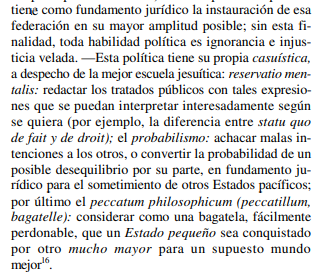 tiene como fundamento jurídico la instauración de esa
federación en su mayor amplitud posible; sin esta fi-
nalidad, toda habilidad política es ignorancia e injus-
ticia velada. —Esta política tiene su propia casuística,
a despecho de la mejor escuela jesuítica: reservatio men-
talis: redactar los tratados públicos con tales expresio-
nes que se puedan interpretar interesadamente según
se quiera (por ejemplo, la diferencia entre statu quo
de fait y de droit); el probabilismo: achacar malas in-
tenciones a los otros, o convertir la probabilidad de un
posible desequilibrio por su parte, en fundamento ju-
rídico para el sometimiento de otros Estados pacíficos;
por último el peccatum philosophicum (peccatillum,
bagatelle): considerar como una bagatela, fácilmente
perdonable, que un Estado pequeño sea conquistado
por otro mucho mayor para un supuesto mundo
mejor16.